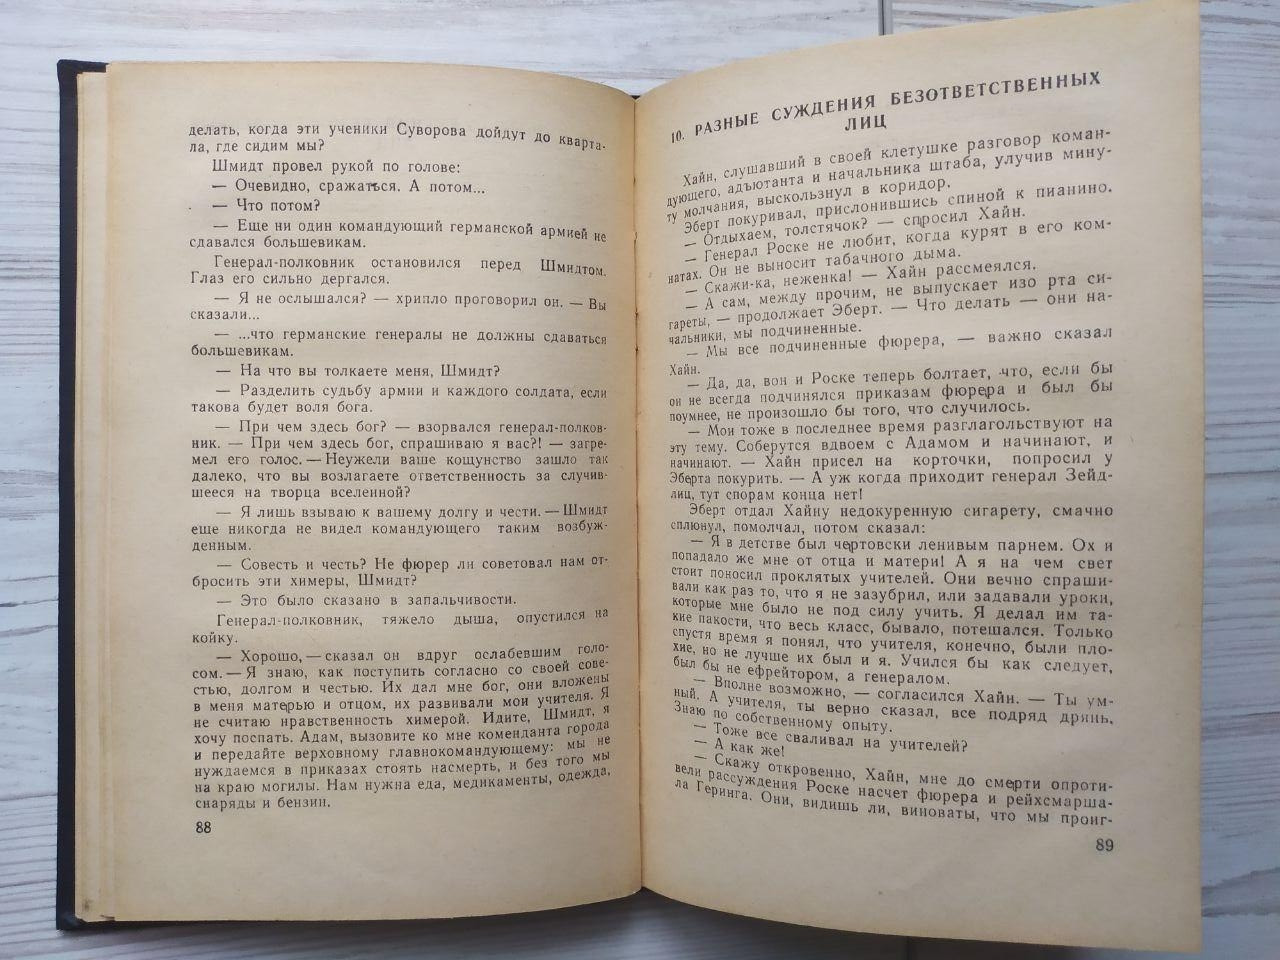 делать, когда эти ученики Суворова дойдут до кварта-
ла, где сидим мы?
Шмидт провел рукой по голове:
— Очевидно, сражаться. А потом...
— Что потом?
— Еще ни один командующий германской армией не
сдавался большевикам.
Генерал-полковник остановился перед Шмидтом.
Глаз его сильно дергался.
— Я не ослышался? — хрипло проговорил он. — Вы
сказали...
— ...что германские генералы не должны сдаваться
большевикам.
— На что вы толкаете меня, Шмидт?
— Разделить судьбу армии и каждого солдата, если
такова будет воля бога.
— При чем здесь бог? — взорвался генерал-полков-
ник. — При чем здесь бог, спрашиваю я вас?! — загре-
мел его голос. — Неужели ваше кощунство зашло так
далеко, что вы возлагаете ответственность за случив-
шееся на творца вселенной?
— Я лишь взываю к вашему долгу и чести. — Шмидт
еще никогда не видел командующего таким возбуж-
денным.
— Совесть и честь? Не фюрер ли советовал нам от-
бросить эти химеры, Шмидт?
— Это было сказано в запальчивости.
Генерал-полковник, тяжело дыша, опустился на
койку.
— Хорошо, — сказал он вдруг ослабевшим голо-
сом. — Я знаю, как поступить согласно со своей сове-
стью, долгом и честью. Их дал мне бог, они вложены
в меня матерью и отцом, их развивали мои учителя. Я
не считаю нравственность химерой. Идите, Шмидт, я
хочу поспать. Адам, вызовите ко мне коменданта города
и передайте верховному главнокомандующему: мы не
нуждаемся в приказах стоять насмерть, и без того мы
на краю могилы. Нам нужна еда, медикаменты, одежда,
снаряды и бензин.
88
10. РАЗНЫЕ СУЖДЕНИЯ БЕЗОТВЕТСТВЕННЫХ
ЛИЦ
Хайн, слушавший в своей клетушке разговор коман-
дующего, адъютанта и начальника штаба, улучив мину-
ту молчания, выскользнул в коридор.
Эберт покуривал, прислонившись спиной к пианино.
— Отдыхаем, толстячок? — спросил Хайн.
— Генерал Роске не любит, когда курят в его ком-
натах. Он не выносит табачного дыма.
— Скажи-ка, неженка! — Хайн рассмеялся.
— А сам, между прочим, не выпускает изо рта си-
гареты, — продолжает Эберт. — Что делать — они на-
чальники, мы подчиненные.
— Мы все подчиненные фюрера, — важно сказал
Хайн.
— Да, да, вон и Роске теперь болтает, что, если бы
он не всегда подчинялся приказам фюрера и был бы
поумнее, не произошло бы того, что случилось.
— Мои тоже в последнее время разглагольствуют на
эту тему. Соберутся вдвоем с Адамом и начинают, и
начинают. — Хайн присел на корточки, попросил у
Эберта покурить. — А уж когда приходит генерал Зейд-
лиц, тут спорам конца нет!
Эберт отдал Хайну недокуренную сигарету, смачно
сплюнул, помолчал, потом сказал:
— Я в детстве был чертовски ленивым парнем. Ох и
попадало же мне от отца и матери! А я на чем свет
стоит поносил проклятых учителей. Они вечно спраши-
вали как раз то, что я не зазубрил, или задавали уроки,
которые мне было не под силу учить. Я делал им та-
кие пакости, что весь класс, бывало, потешался. Только
спустя время я понял, что учителя, конечно, были пло-
хие, но не лучше их был и я. Учился бы как следует,
был бы не ефрейтором, а генералом.
— Вполне возможно, — согласился Хайн. — Ты ум-
ный. А учителя, ты верно сказал, все подряд дрянь.
Знаю по собственному опыту.
— Тоже все сваливал на учителей?
— А как же!
— Скажу откровенно, Хайн, мне до смерти опроти-
вели рассуждения Роске насчет фюрера и рейхсмарша-
ла Геринга. Они, видишь ли, виноваты, что мы проиг-
89